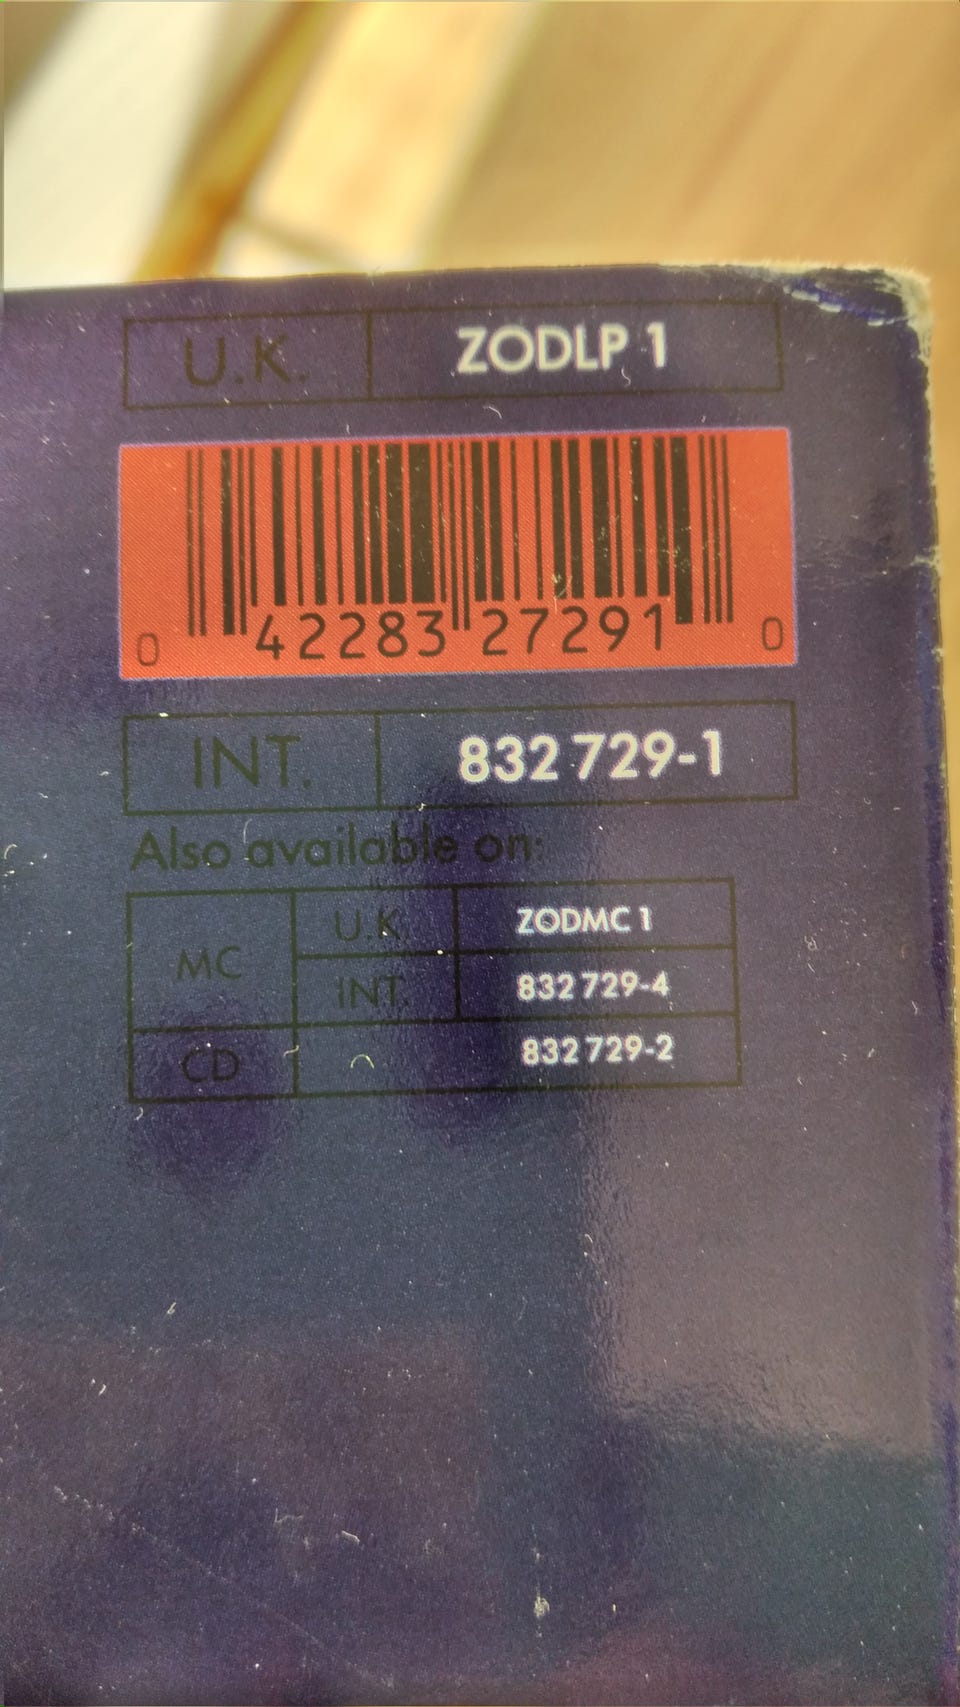 U.K. ZODLP 1
0 42283 27291 0
INT. 832 729-1
Also available on:
MC U.K. ZODMC 1
INT. 832 729-4
CD 832 729-2